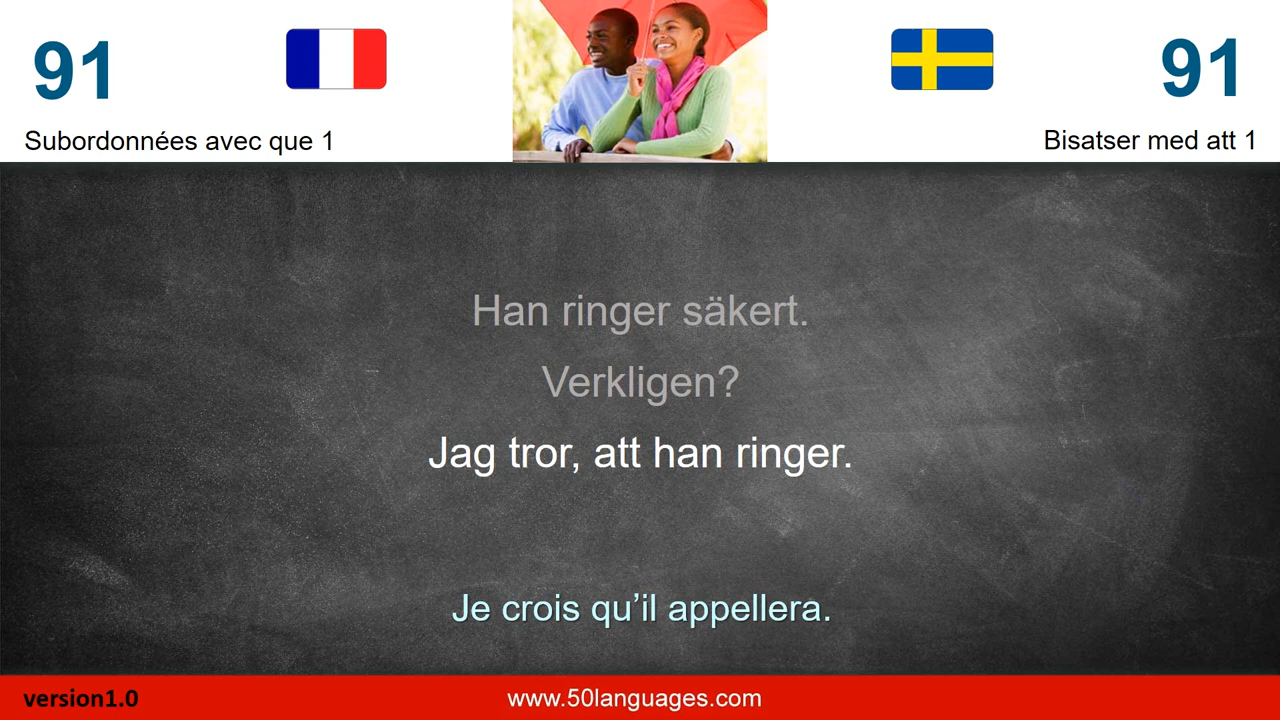 91
91
Subordonnées avec que 1
Bisatser med att 1
Han ringer säkert.
Verkligen?
Jag tror, att han ringer.
Je crois qu’il appellera.
version1.0
www.50languages.com